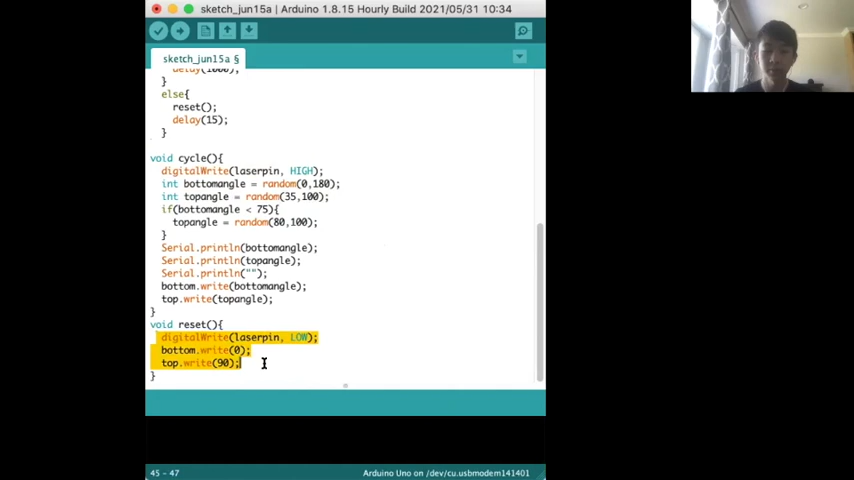 sketch_jun15a | Arduino 1.8.15 Hourly Build 2021/05/31 10:34
sketch_jun15a §
delay(1000);
}
else{
reset();
delay(15);
}
void cycle(){
digitalWrite(laserpin, HIGH);
int bottomangle = random(0,180);
int topangle = random(35,100);
if(bottomangle < 75){
topangle = random(80,100);
}
Serial.println(bottomangle);
Serial.println(topangle);
Serial.println("");
bottom.write(bottomangle);
top.write(topangle);
}
void reset(){
digitalWrite(laserpin, LOW);
bottom.write(0);
top.write(90);
}
45 - 47
Arduino Uno on /dev/cu.usbmodem141401